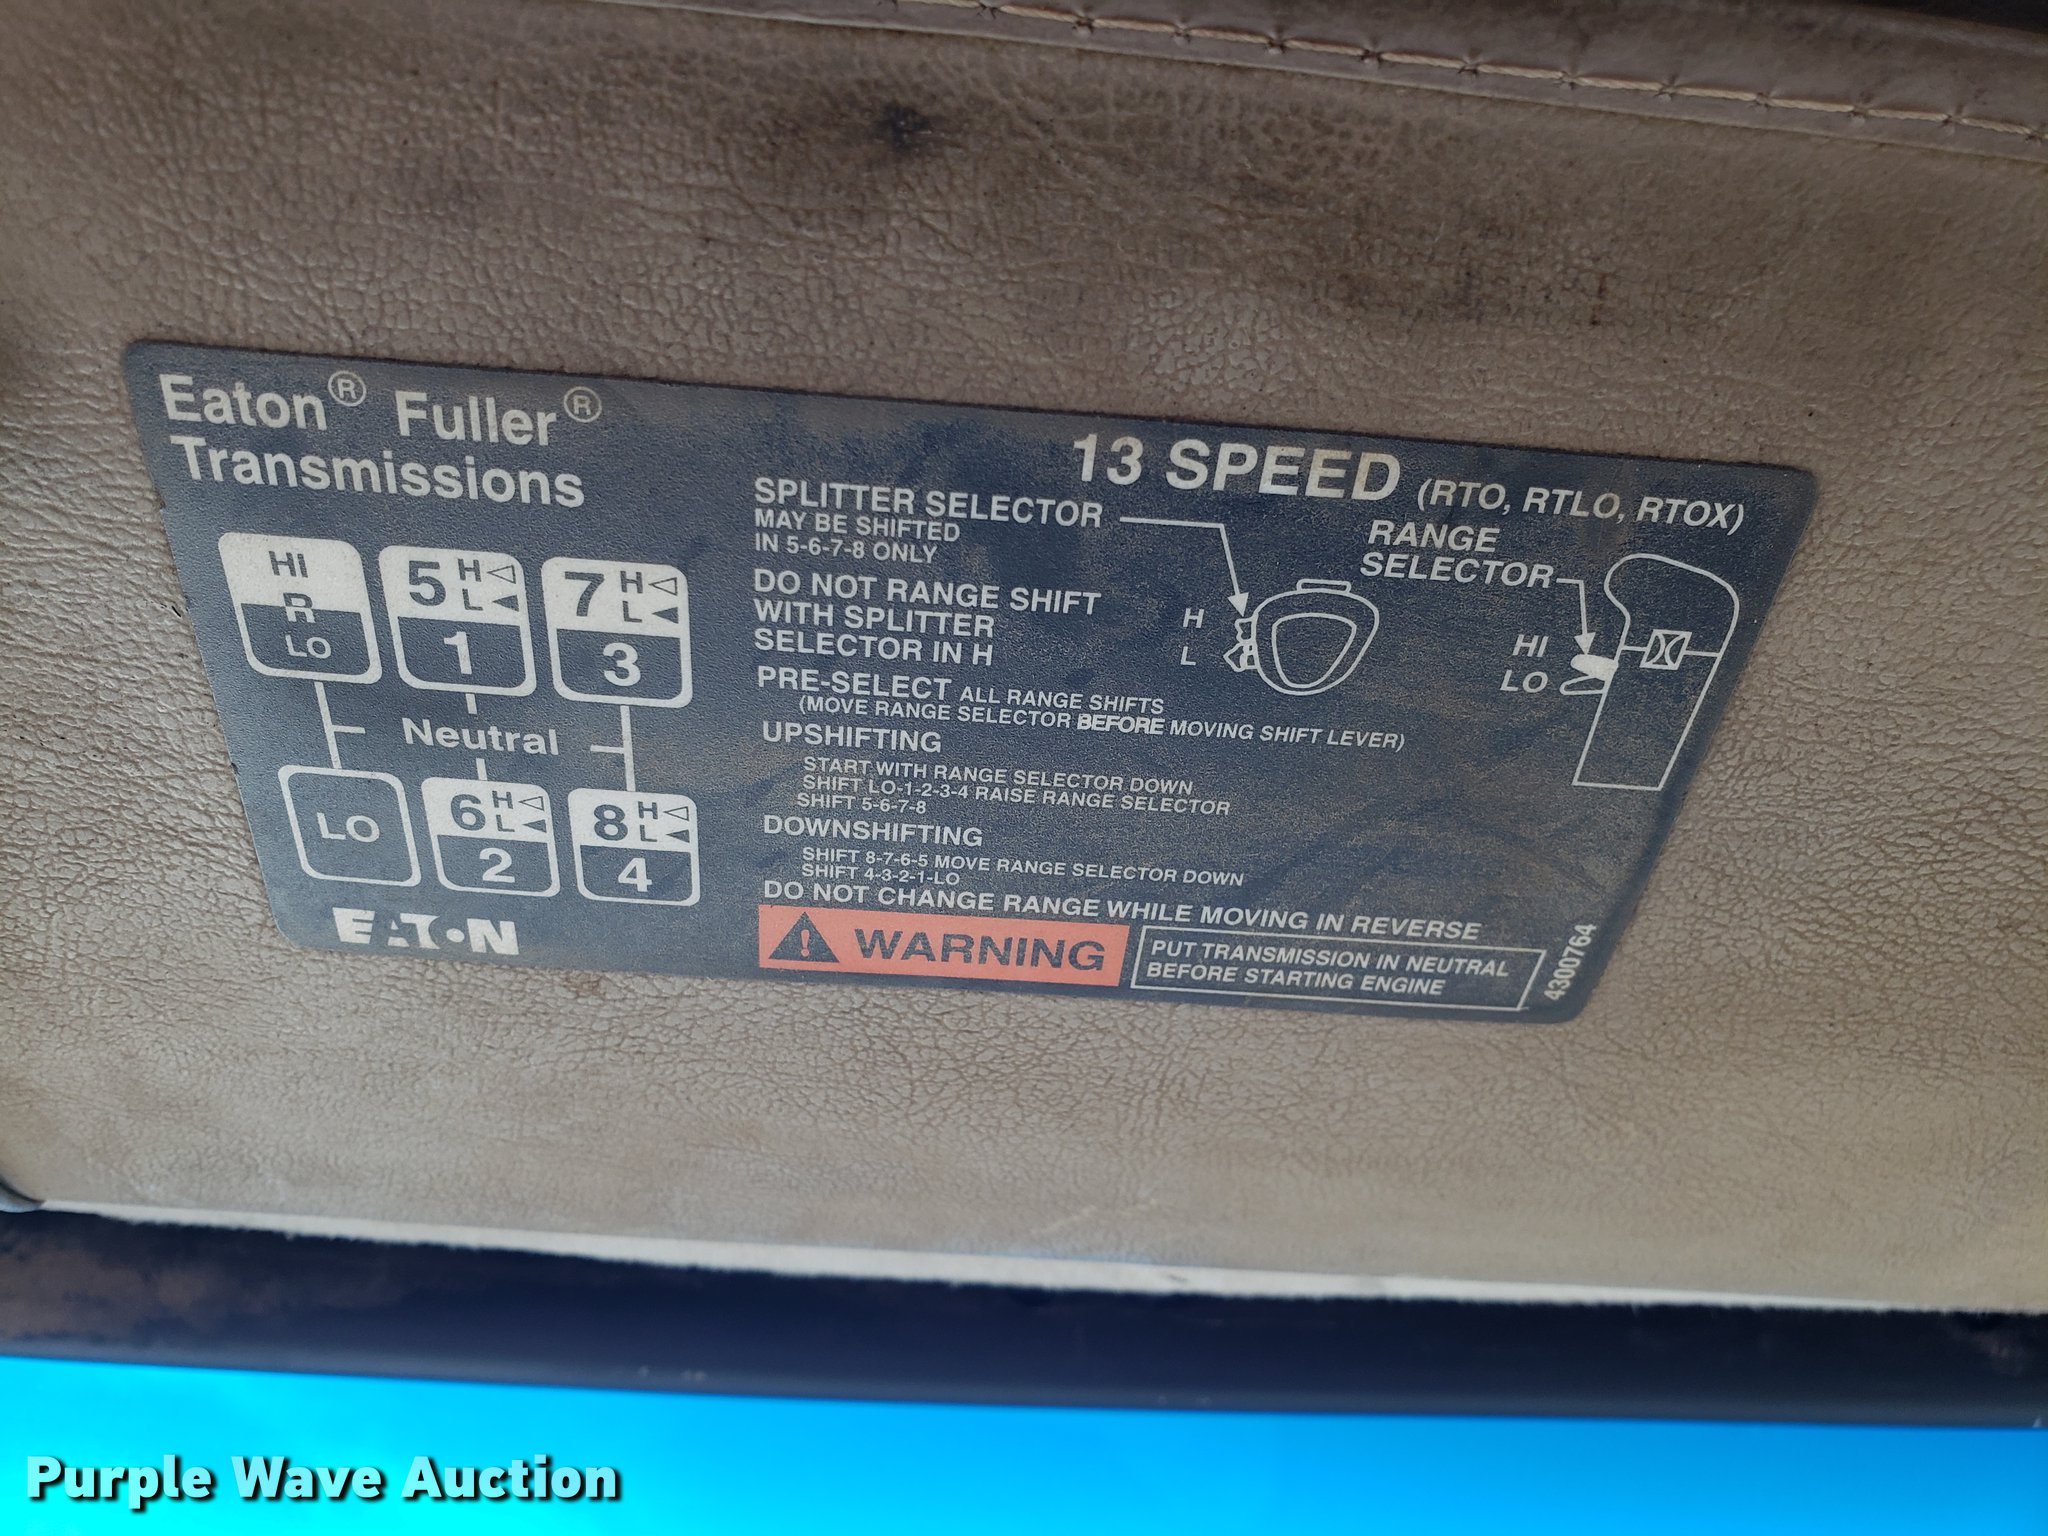 Eaton® Fuller®
Transmissions
13 SPEED (RTO, RTLO, RTOX)
HI
R
LO
5 H L
1
7 H L
3
Neutral
LO
6 H L
2
8 H L
4
EATON
SPLITTER SELECTOR
MAY BE SHIFTED
IN 5-6-7-8 ONLY
DO NOT RANGE SHIFT
WITH SPLITTER
SELECTOR IN H
H
L
RANGE
SELECTOR
HI
LO
PRE-SELECT ALL RANGE SHIFTS
(MOVE RANGE SELECTOR BEFORE MOVING SHIFT LEVER)
UPSHIFTING
START WITH RANGE SELECTOR DOWN
SHIFT LO-1-2-3-4 RAISE RANGE SELECTOR
SHIFT 5-6-7-8
DOWNSHIFTING
SHIFT 8-7-6-5 MOVE RANGE SELECTOR DOWN
SHIFT 4-3-2-1-LO
DO NOT CHANGE RANGE WHILE MOVING IN REVERSE
! WARNING
PUT TRANSMISSION IN NEUTRAL
BEFORE STARTING ENGINE
4300764
Purple Wave Auction